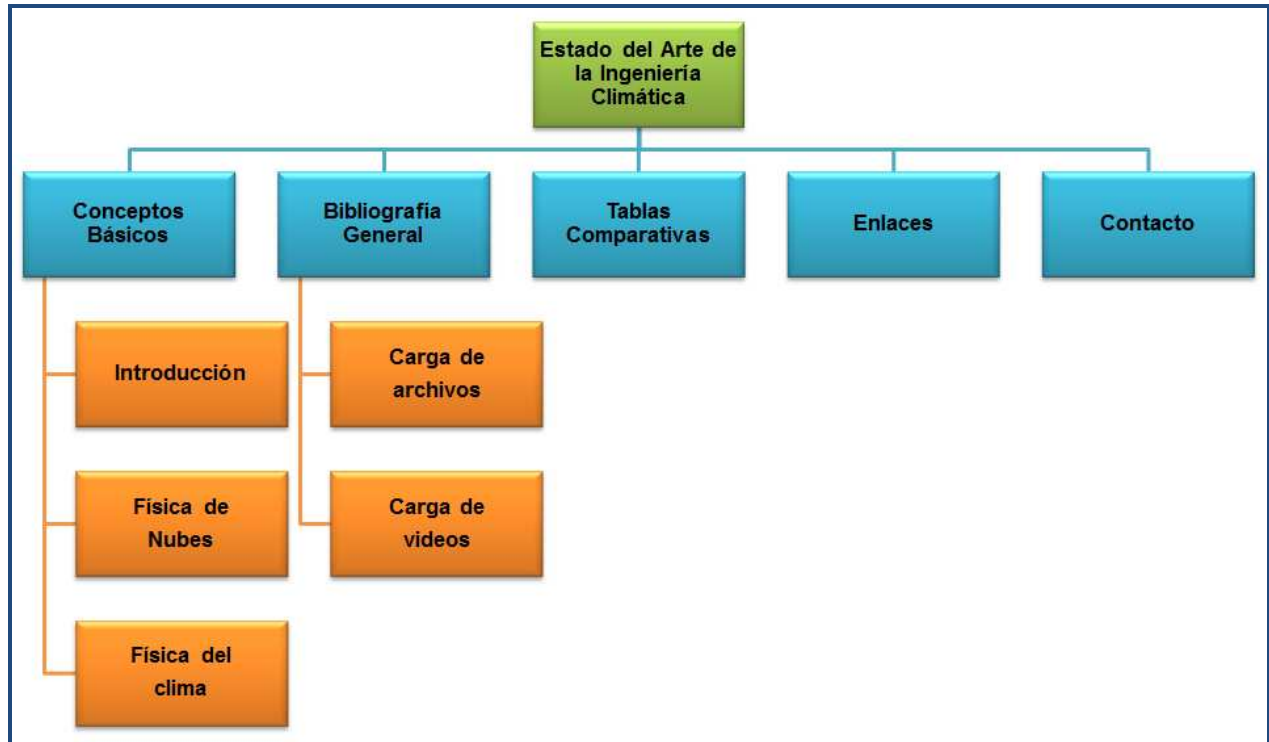 Estado del Arte de
la Ingeniería
Climática
Conceptos
Básicos
Bibliografía
General
Tablas
Comparativas
Enlaces
Contacto
Introducción
Física de
Nubes
Física del
clima
Carga de
archivos
Carga de
videos